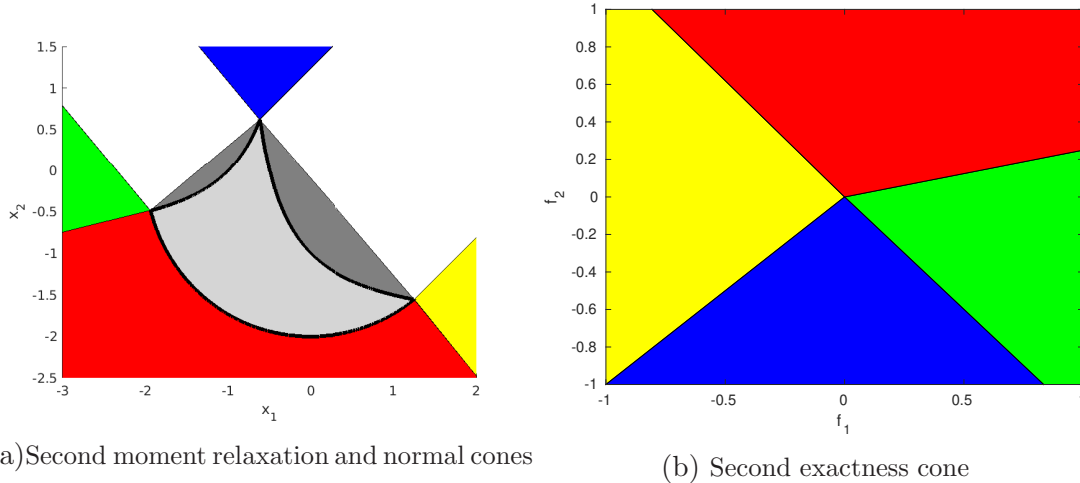 1.5
1
0.5
0
-0.5
-1
-1.5
-2
-2.5
x2
-3 -2 -1 0 1 2
x1
a)Second moment relaxation and normal cones
1
0.8
0.6
0.4
0.2
0
-0.2
-0.4
-0.6
-0.8
-1
f2
-1 -0.5 0 0.5
f1
(b) Second exactness cone